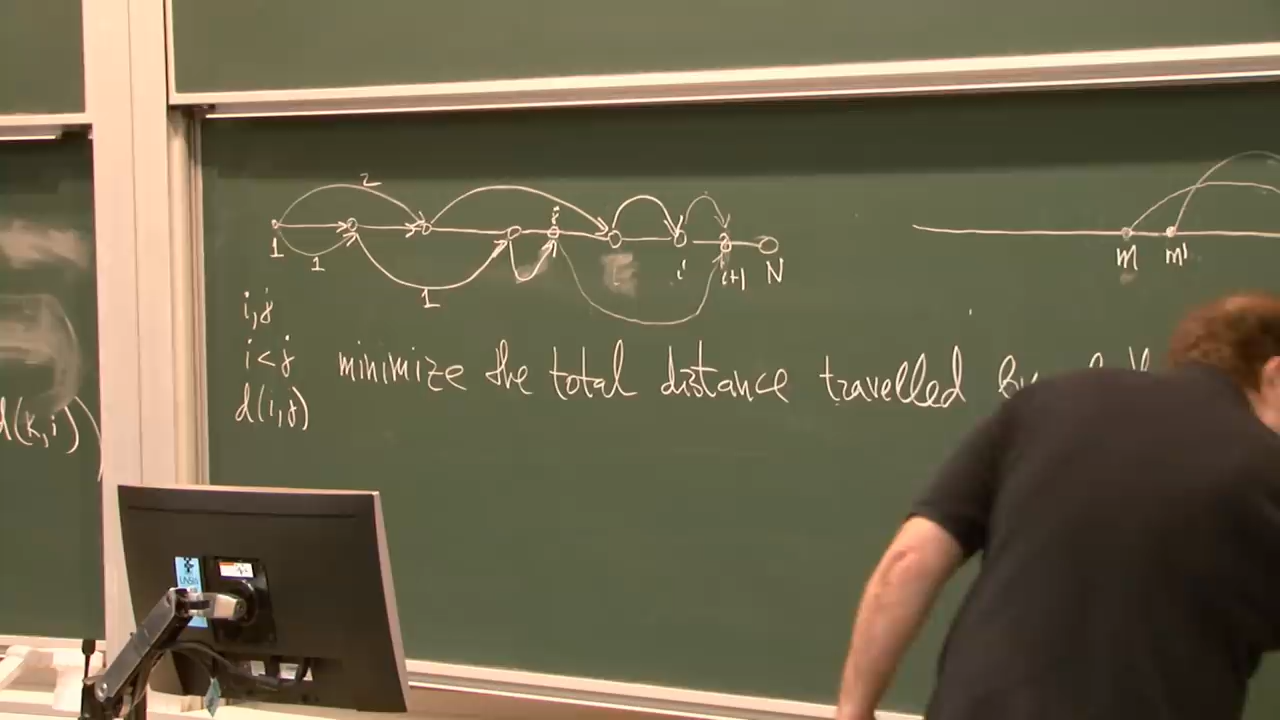 2
j
1
1
i
i+1
N
1
m
m'
i,j
i < j
minimize the total distance travelled
d(i,j)
d(k,i)